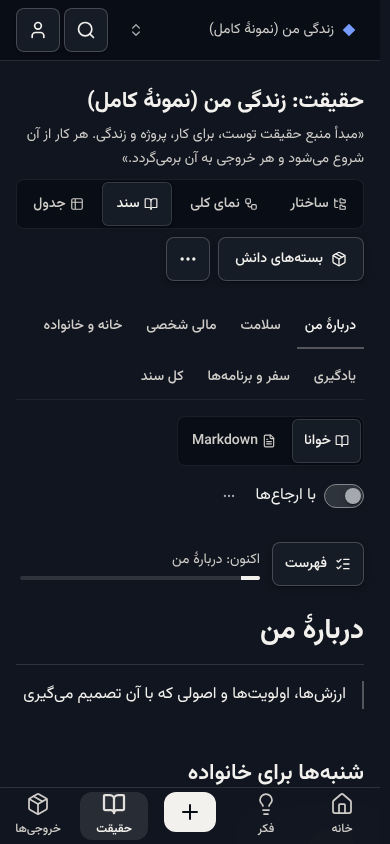 زندگی من (نمونهٔ کامل)
حقیقت: زندگی من (نمونهٔ کامل)
«مبدأ منبع حقیقت توست، برای کار، پروژه و زندگی. هر کار از آن
شروع می‌شود و هر خروجی به آن برمی‌گردد.»
ساختار نمای کلی سند جدول
بسته‌های دانش ...
دربارهٔ من سلامت مالی شخصی خانه و خانواده
یادگیری سفر و برنامه‌ها کل سند
خوانا Markdown
با ارجاع‌ها ...
فهرست اکنون: دربارهٔ من
دربارهٔ من
ارزش‌ها، اولویت‌ها و اصولی که با آن تصمیم می‌گیری
شنبه‌ها برای خانواده
خانه فکر + حقیقت خروجی‌ها